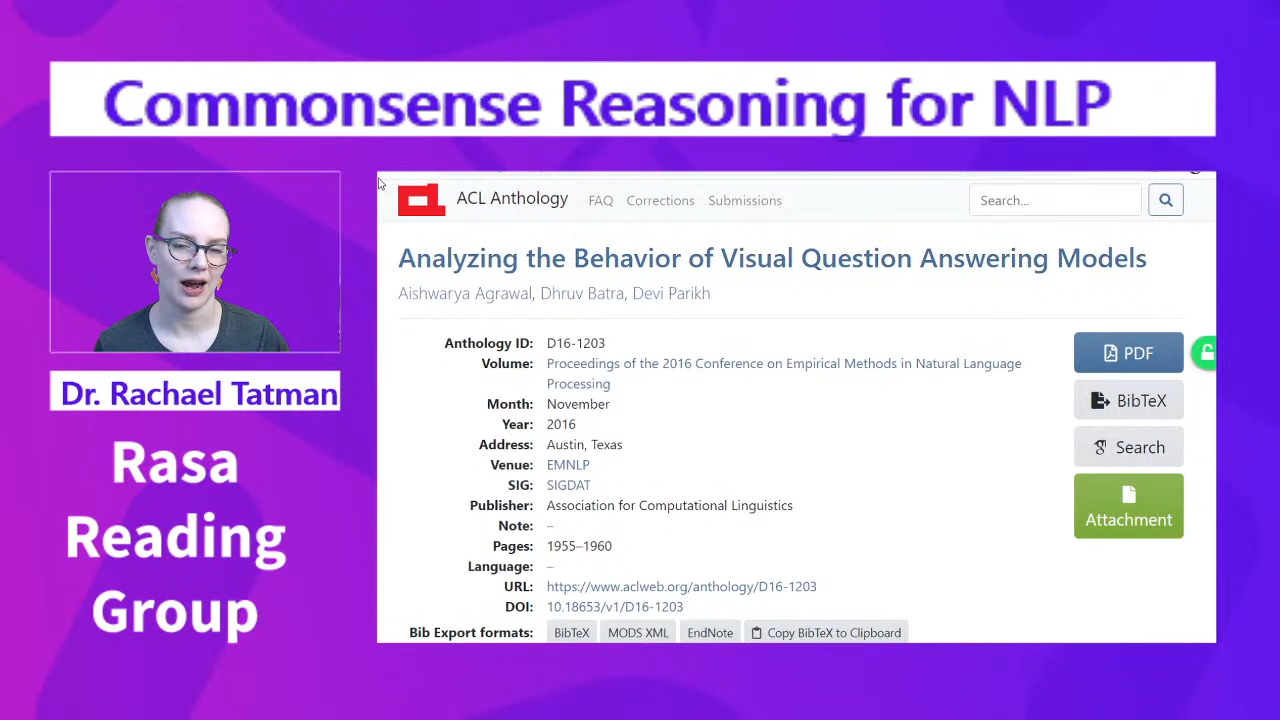 Commonsense Reasoning for NLP
ACL Anthology FAQ Corrections Submissions Search...
Analyzing the Behavior of Visual Question Answering Models
Aishwarya Agrawal, Dhruv Batra, Devi Parikh
Anthology ID: D16-1203
Volume: Proceedings of the 2016 Conference on Empirical Methods in Natural Language
Processing
Month: November
Year: 2016
Address: Austin, Texas
Venue: EMNLP
SIG: SIGDAT
Publisher: Association for Computational Linguistics
Note: –
Pages: 1955–1960
Language: –
URL: https://www.aclweb.org/anthology/D16-1203
DOI: 10.18653/v1/D16-1203
Bib Export formats: BibTeX MODS XML EndNote Copy BibTeX to Clipboard
PDF
BibTeX
Search
Attachment
Dr. Rachael Tatman
Rasa
Reading
Group